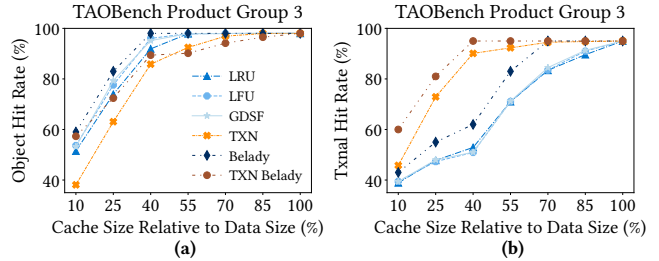 TAOBench Product Group 3
Object Hit Rate (%)
100
80
60
40
LRU
LFU
GDSF
TXN
Belady
TXN Belady
10 25 40 55 70 85 100
Cache Size Relative to Data Size (%)
(a)
TAOBench Product Group 3
Txnal Hit Rate (%)
100
80
60
40
10 25 40 55 70 85 100
Cache Size Relative to Data Size (%)
(b)